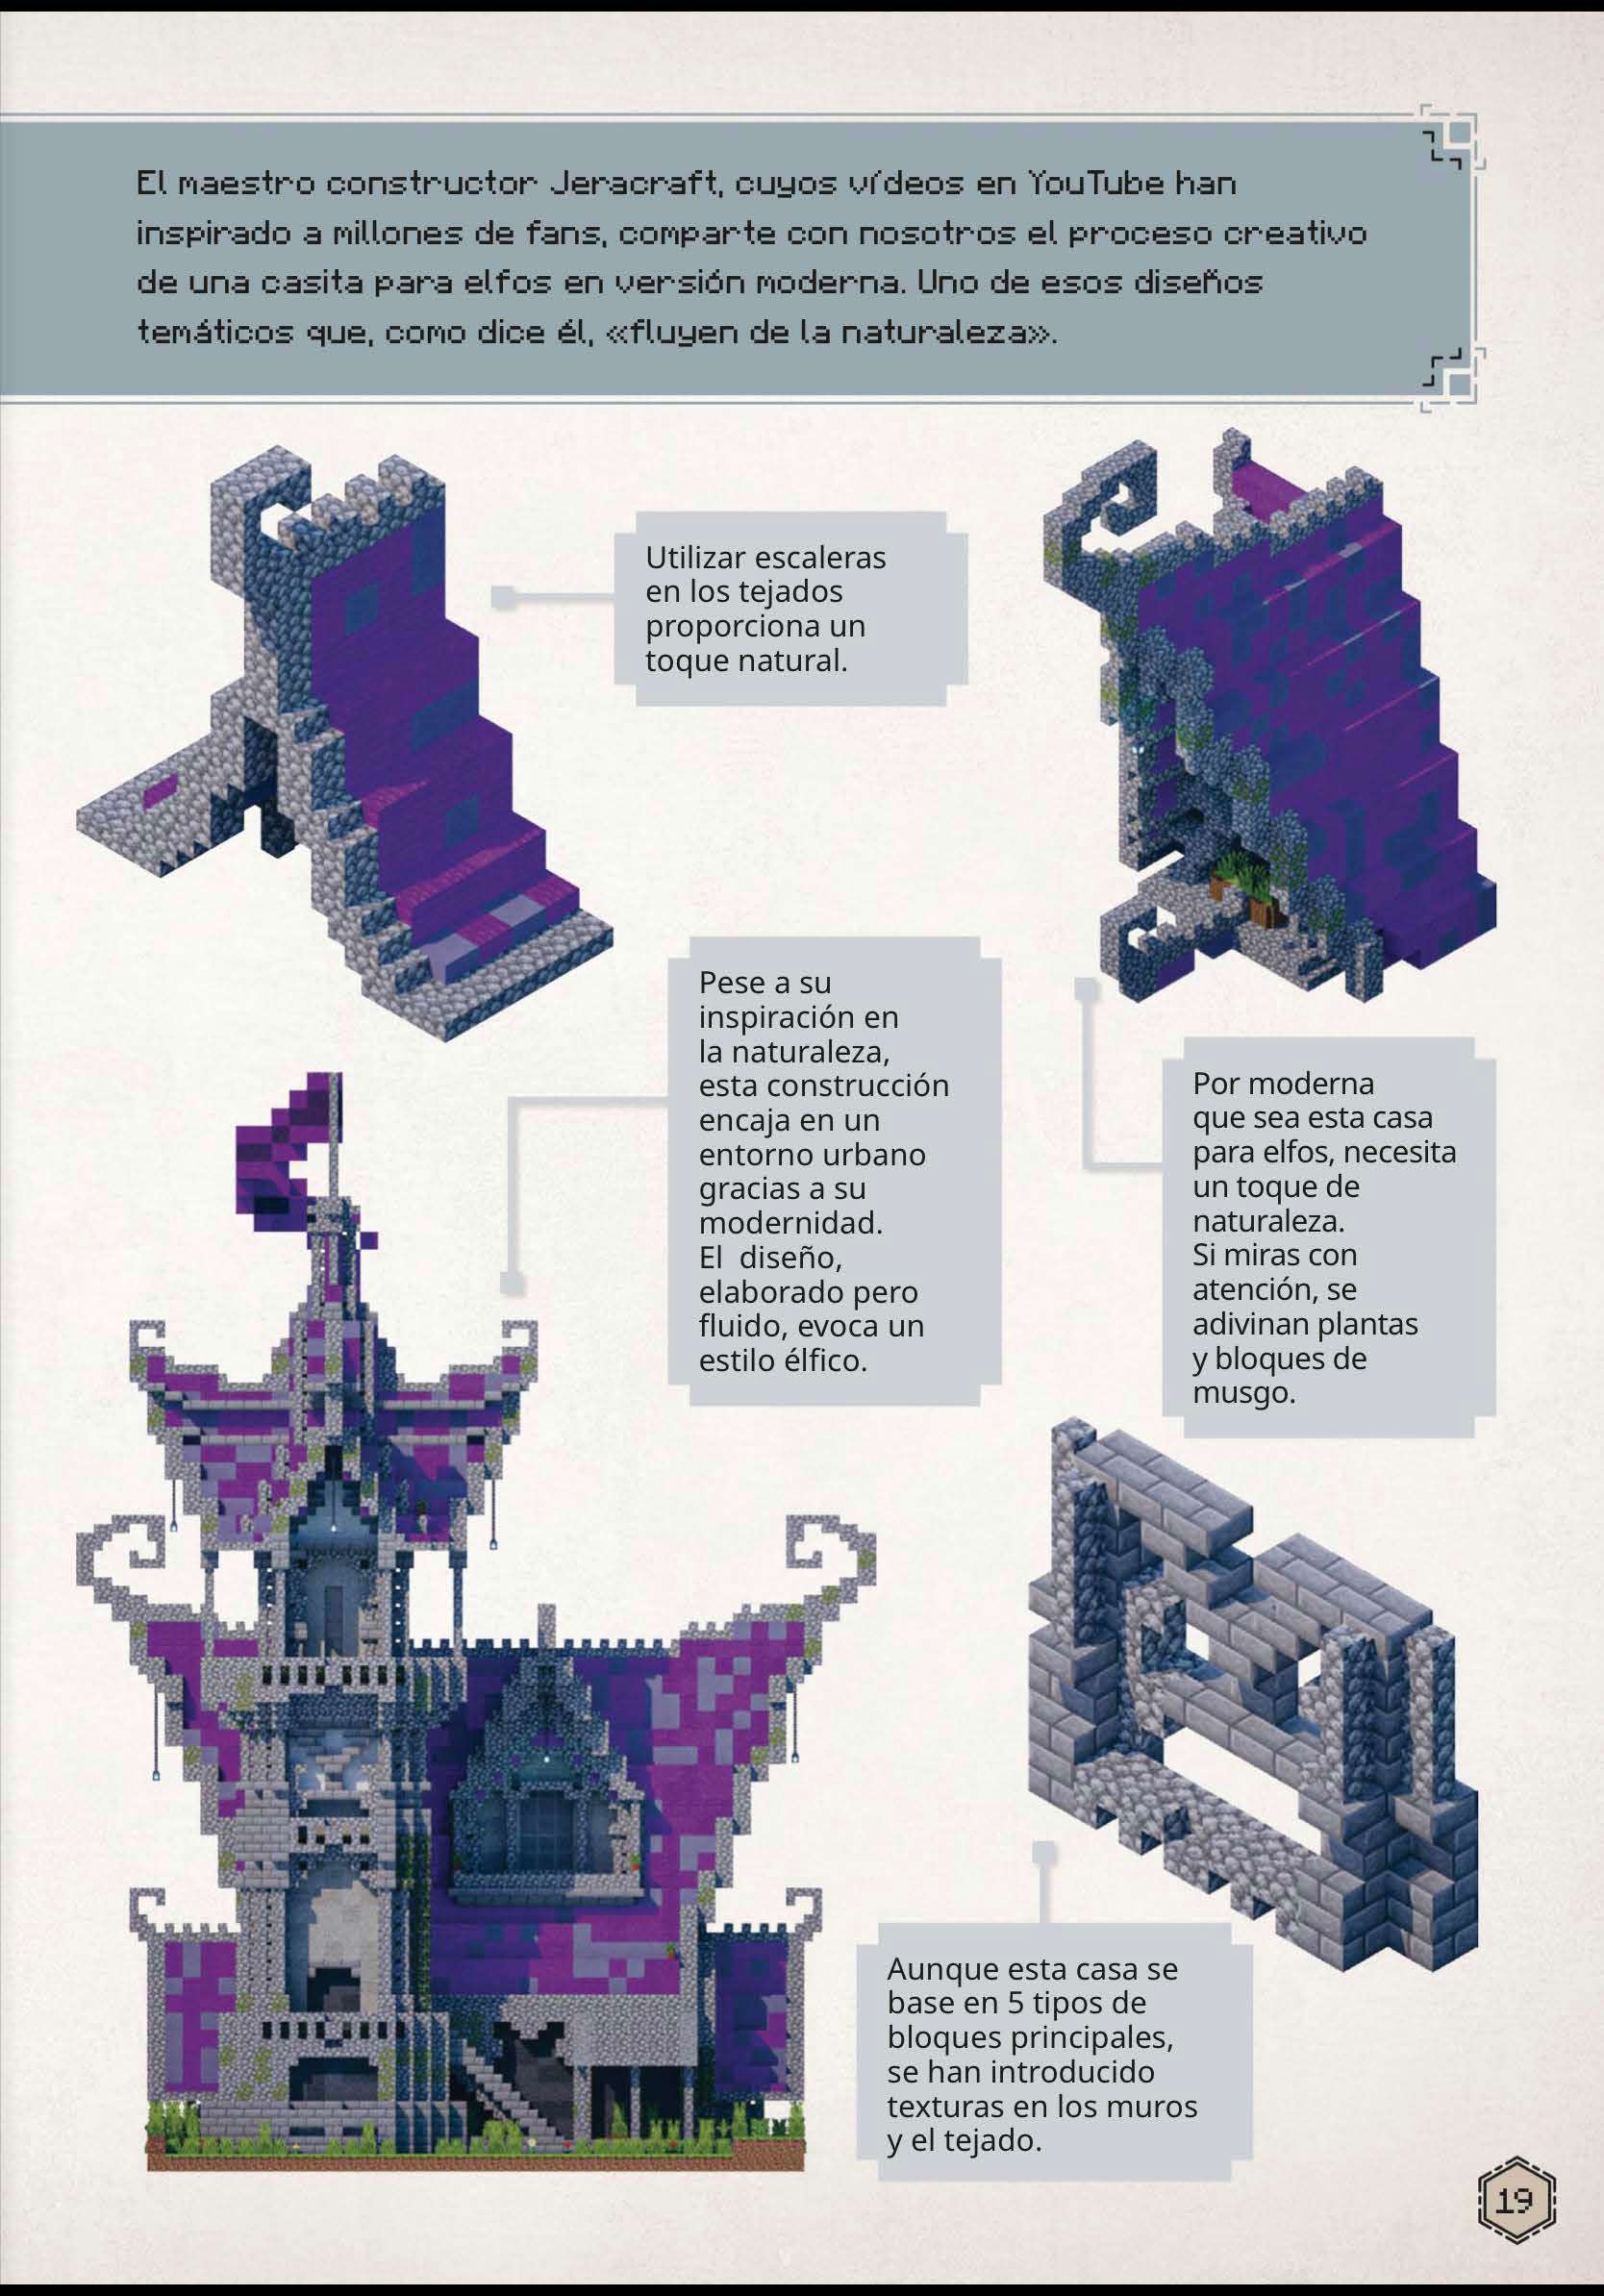 El maestro constructor Jeracraft, cuyos vídeos en YouTube han
inspirado a millones de fans, comparte con nosotros el proceso creativo
de una casita para elfos en versión moderna. Uno de esos diseños
temáticos que, como dice él, «fluyen de la naturaleza».
Utilizar escaleras
en los tejados
proporciona un
toque natural.
Pese a su
inspiración en
la naturaleza,
esta construcción
encaja en un
entorno urbano
gracias a su
modernidad.
El diseño,
elaborado pero
fluido, evoca un
estilo élfico.
Por moderna
que sea esta casa
para elfos, necesita
un toque de
naturaleza.
Si miras con
atención, se
adivinan plantas
y bloques de
musgo.
Aunque esta casa se
base en 5 tipos de
bloques principales,
se han introducido
texturas en los muros
y el tejado.
19